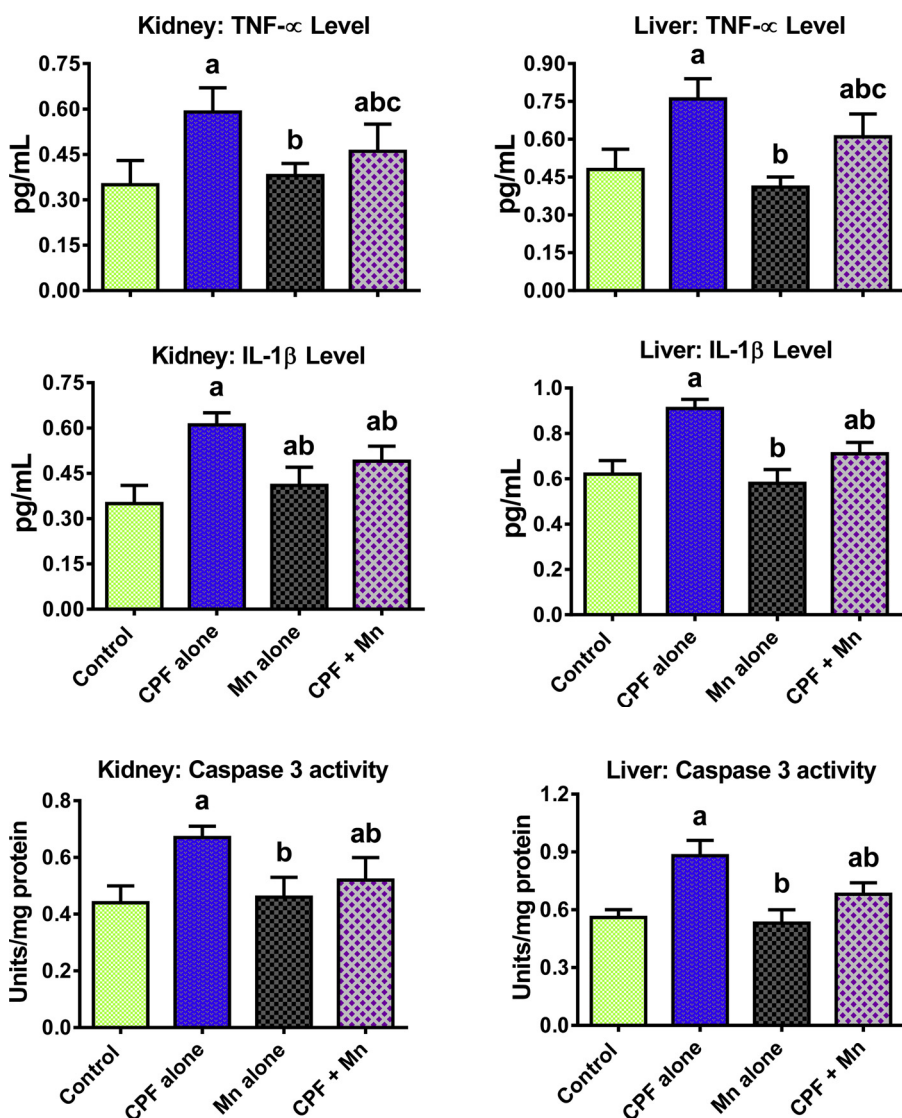 Kidney: TNF-∝ Level
0.75
0.60
0.45
0.30
0.15
0.00
pg/mL
a
b
abc
Liver: TNF-∝ Level
0.90
0.75
0.60
0.45
0.30
0.15
0.00
pg/mL
a
b
abc
Kidney: IL-1β Level
0.75
0.60
0.45
0.30
0.15
0.00
pg/mL
a
ab
ab
Control
CPF alone
Mn alone
CPF + Mn
Liver: IL-1β Level
1.0
0.8
0.6
0.4
0.2
0.0
pg/mL
a
b
ab
Control
CPF alone
Mn alone
CPF + Mn
Kidney: Caspase 3 activity
0.8
0.6
0.4
0.2
0.0
Units/mg protein
a
b
ab
Control
CPF alone
Mn alone
CPF + Mn
Liver: Caspase 3 activity
1.2
0.9
0.6
0.3
0.0
Units/mg protein
a
b
ab
Control
CPF alone
Mn alone
CPF + Mn